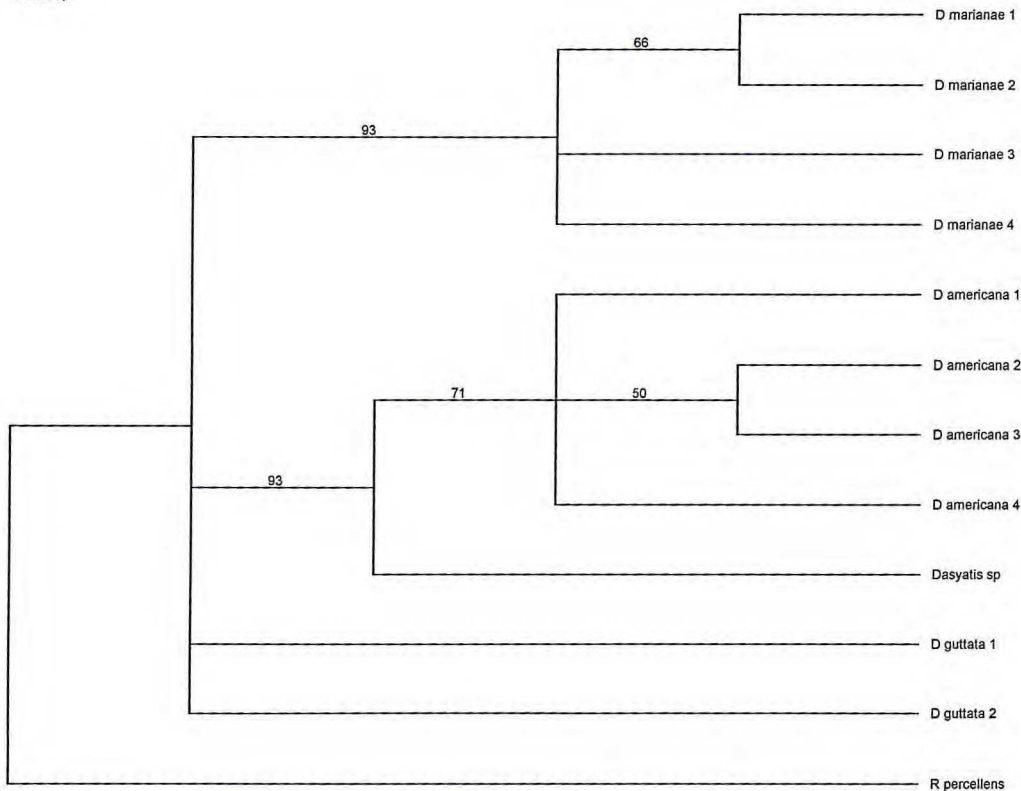 D marianae 1
66
D marianae 2
93
D marianae 3
D marianae 4
D americana 1
D americana 2
71
50
D americana 3
93
D americana 4
Dasyatis sp
D guttata 1
D guttata 2
R percellens